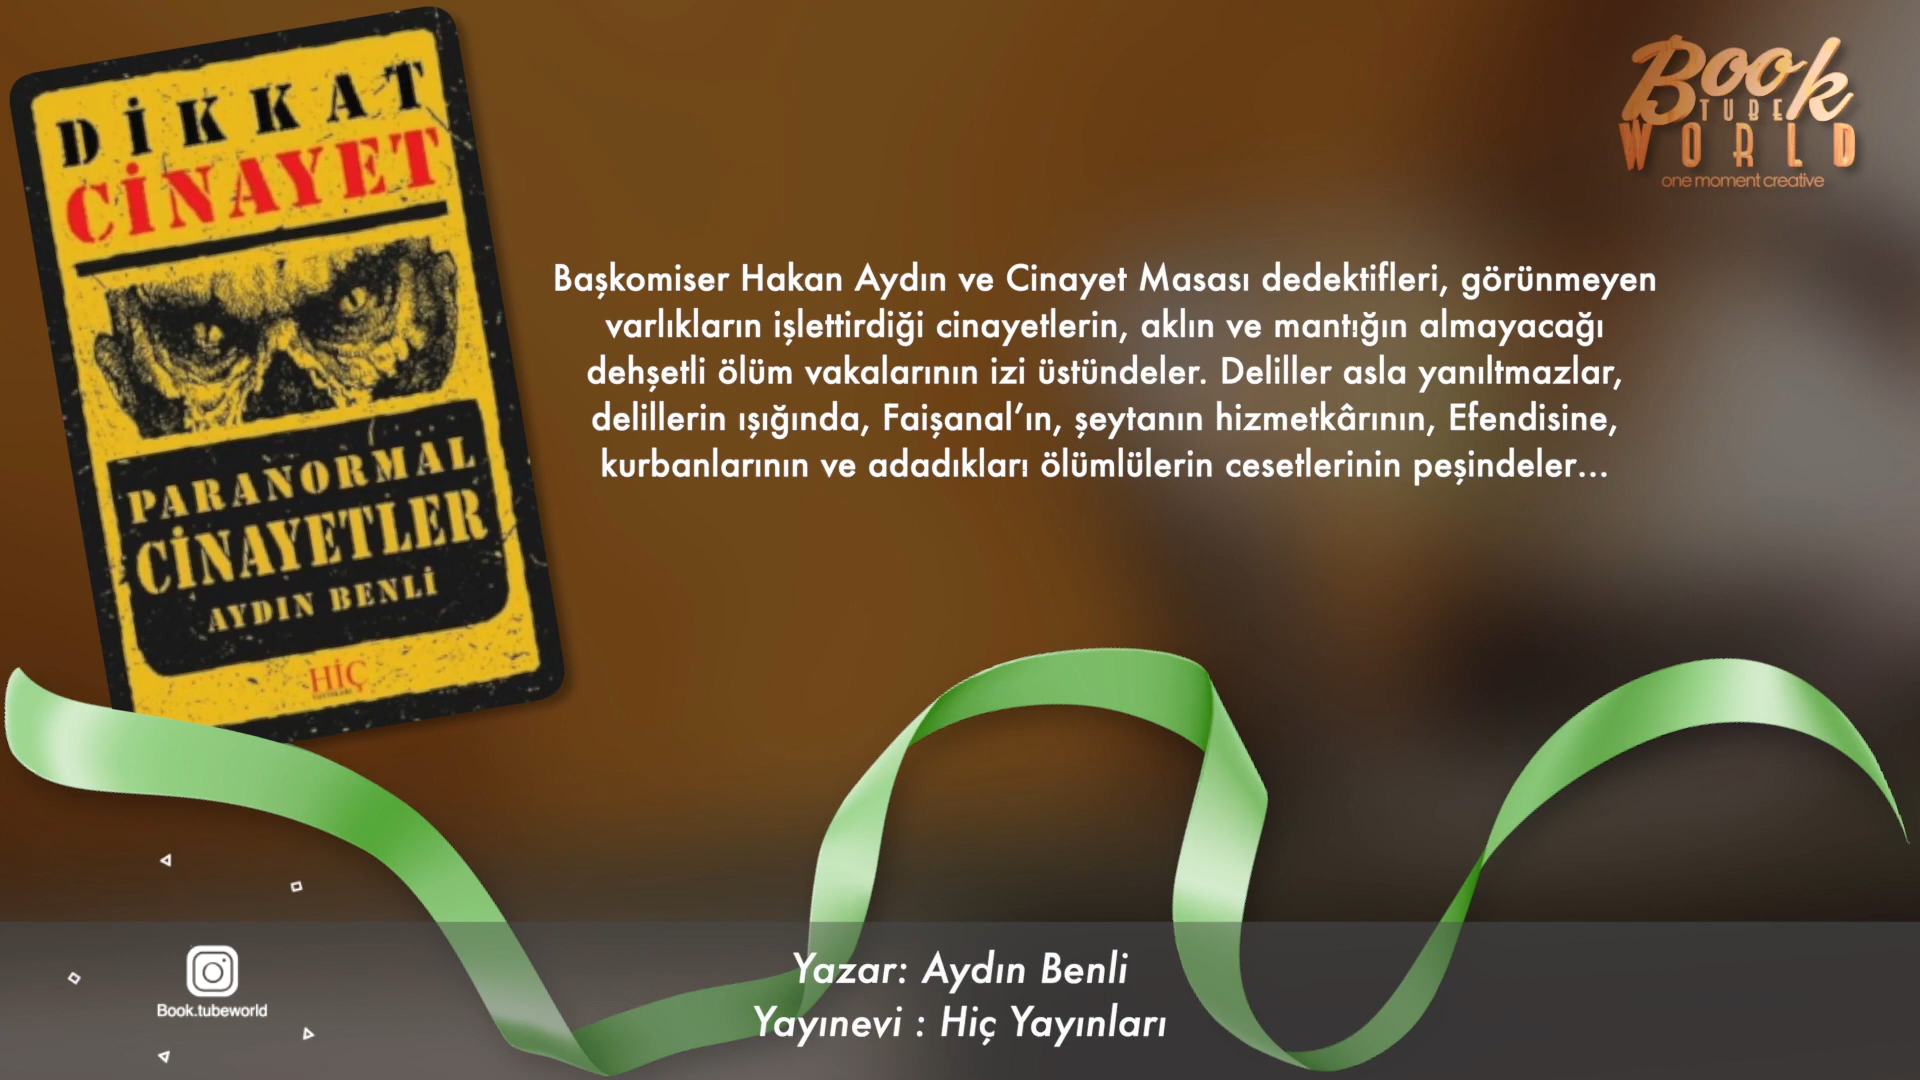 DİKKAT
CİNAYET
PARANORMAL
CİNAYETLER
AYDIN BENLİ
HİÇ
Book
TUBE
WORLD
one moment creative
Başkomiser Hakan Aydın ve Cinayet Masası dedektifleri, görünmeyen
varlıkların işlettirdiği cinayetlerin, aklın ve mantığın almayacağı
dehşetli ölüm vakalarının izi üstündeler. Deliller asla yanıltmazlar,
delillerin ışığında, Faişanal’ın, şeytanın hizmetkârının, Efendisine,
kurbanlarının ve adadıkları ölümlülerin cesetlerinin peşindeler...
Yazar: Aydın Benli
Yayınevi : Hiç Yayınları
Book.tubeworld